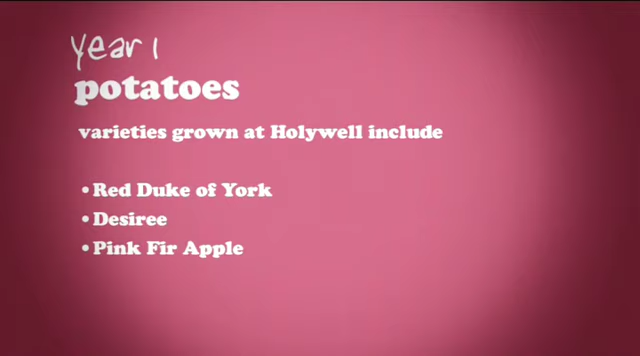 year 1
potatoes
varieties grown at Holywell include
•Red Duke of York
•Desiree
•Pink Fir Apple